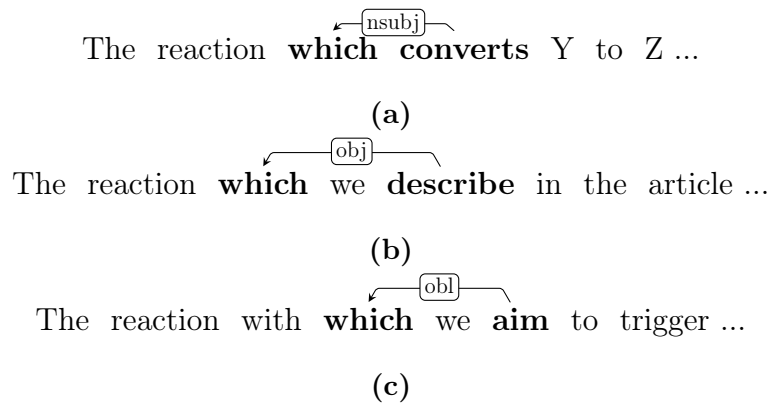 nsubj
The reaction which converts Y to Z ...
(a)
obj
The reaction which we describe in the article ...
(b)
obl
The reaction with which we aim to trigger ...
(c)